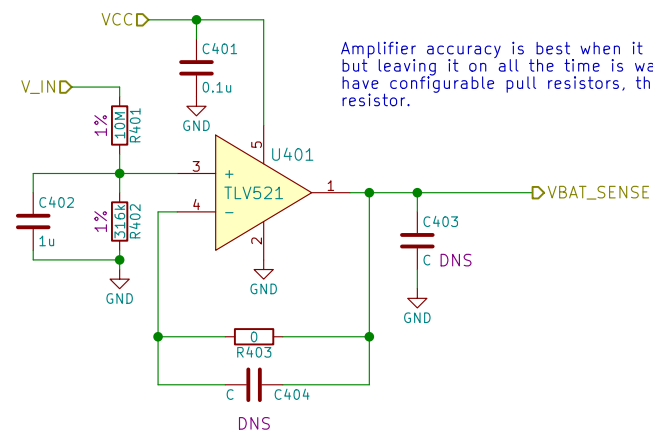 VCC
C401
0.1u
GND
Amplifier accuracy is best when it
but leaving it on all the time is wa
have configurable pull resistors, th
resistor.
V_IN
1%
10M
R401
5
U401
3
+
TLV521
1
4
-
2
GND
VBAT_SENSE
C402
1u
1%
316k
R402
GND
C403
C
DNS
GND
0
R403
C
C404
DNS